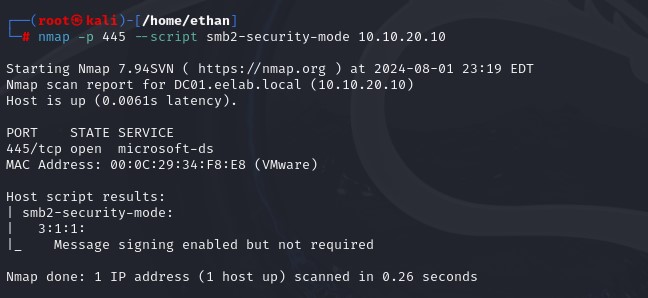 ┌──(root㉿kali)-[/home/ethan]
└─# nmap -p 445 --script smb2-security-mode 10.10.20.10
Starting Nmap 7.94SVN ( https://nmap.org ) at 2024-08-01 23:19 EDT
Nmap scan report for DC01.eelab.local (10.10.20.10)
Host is up (0.0061s latency).
PORT    STATE SERVICE
445/tcp open  microsoft-ds
MAC Address: 00:0C:29:34:F8:E8 (VMware)
Host script results:
| smb2-security-mode:
|   3:1:1:
|_    Message signing enabled but not required
Nmap done: 1 IP address (1 host up) scanned in 0.26 seconds